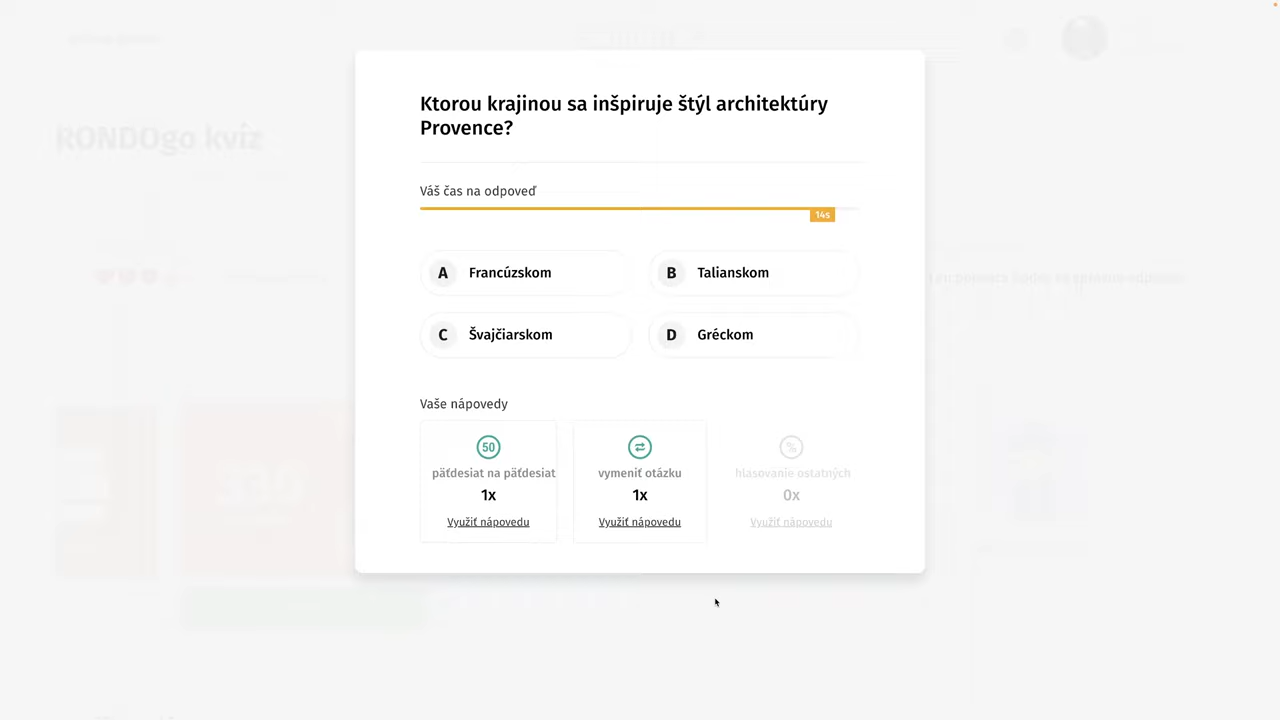 Ktorou krajinou sa inšpiruje štýl architektúry
Provence?
RONDOgo kvíz
Váš čas na odpoveď
14s
A Francúzskom
B Talianskom
C Švajčiarskom
D Gréckom
Vaše nápovedy
50
%
päťdesiat na päťdesiat
vymeniť otázku
hlasovanie ostatných
1x
1x
0x
Využiť nápovedu
Využiť nápovedu
Využiť nápovedu